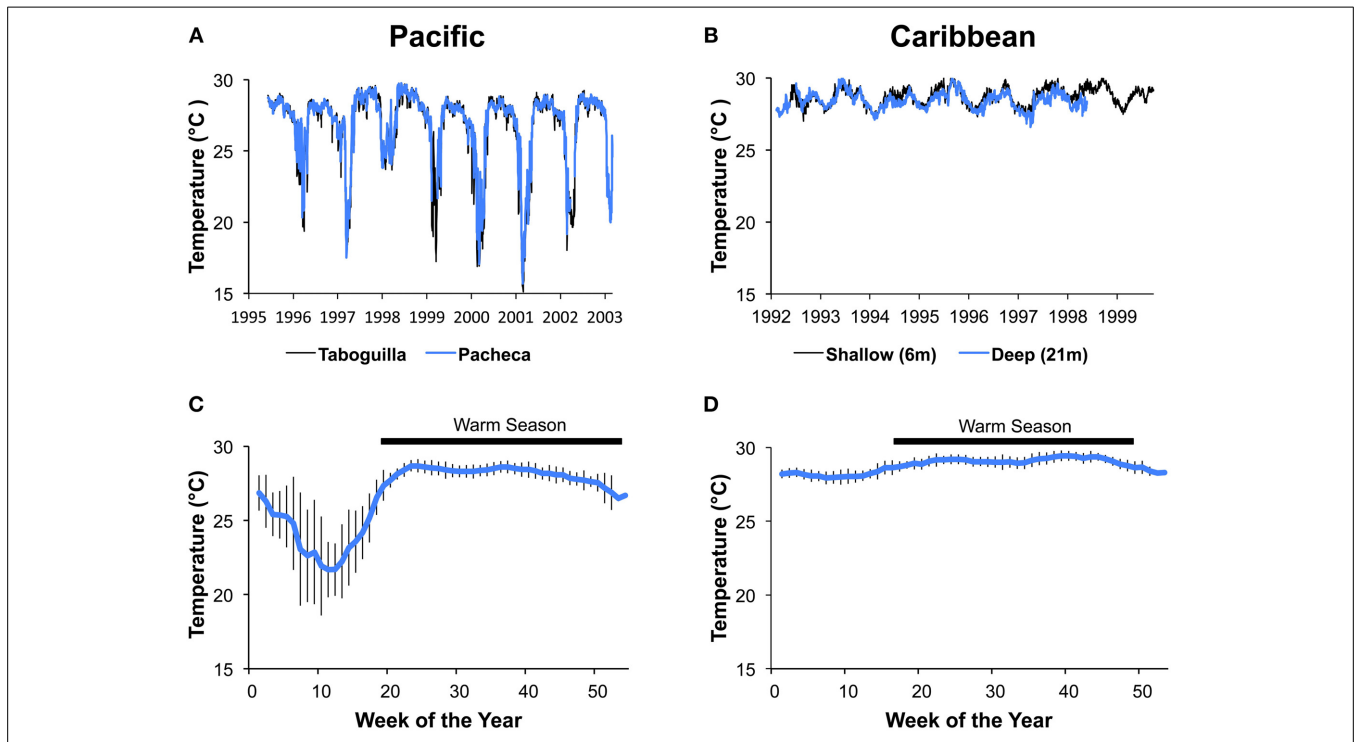 A
Pacific
Temperature (°C )
30
25
20
15
1995 1996 1997 1998 1999 2000 2001 2002 2003
Taboguilla Pacheca
B
Caribbean
Temperature (°C)
30
25
20
15
1992 1993 1994 1995 1996 1997 1998 1999
Shallow (6m) Deep (21m)
C
Warm Season
Temperature (°C)
30
25
20
15
0 10 20 30 40 50
Week of the Year
D
Warm Season
Temperature (°C)
30
25
20
15
0 10 20 30 40 50
Week of the Year